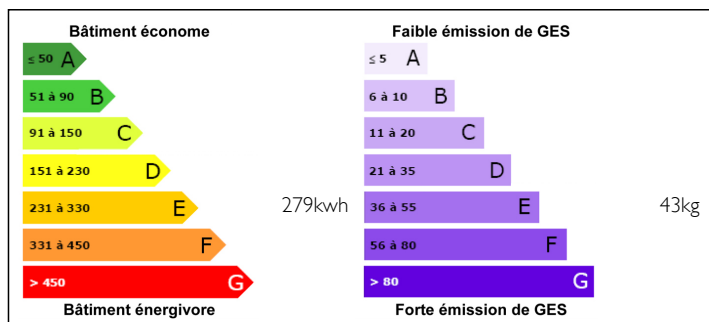 Bâtiment économe
≤ 50 A
51 à 90 B
91 à 150 C
151 à 230 D
231 à 330 E 279kwh
331 à 450 F
> 450 G
Bâtiment énergivore
Faible émission de GES
≤ 5 A
6 à 10 B
11 à 20 C
21 à 35 D
36 à 55 E 43kg
56 à 80 F
> 80 G
Forte émission de GES